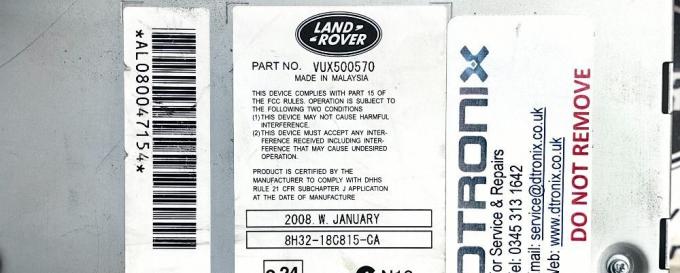 *AL080047154*
LAND-
-ROVER
PART NO. VUX500570
MADE IN MALAYSIA
THIS DEVICE COMPLIES WITH PART 15 OF
THE FCC RULES. OPERATION IS SUBJECT TO
THE FOLLOWING TWO CONDITIONS
(1) THIS DEVICE MAY NOT CAUSE HARMFUL
INTERFERENCE.
(2) THIS DEVICE MUST ACCEPT ANY INTER-
FERENCE RECEIVED INCLUDING INTER-
FERENCE THAT MAY CAUSE UNDESIRED
OPERATION.
PRODUCT IS CERTIFIED BY THE
MANUFACTURER TO COMPLY WITH DHHS
RULE 21 CFR SUBCHAPTER J APPLICATION
AT THE DATE OF MANUFACTURE
2008. W. JANUARY
8H32-18C815-CA
24
N10
DTRONIX
or Service & Repairs
el: 0345 313 1642
mail: service@dtronix.co.uk
Web: www.dtronix.co.uk
DO NOT REMOVE